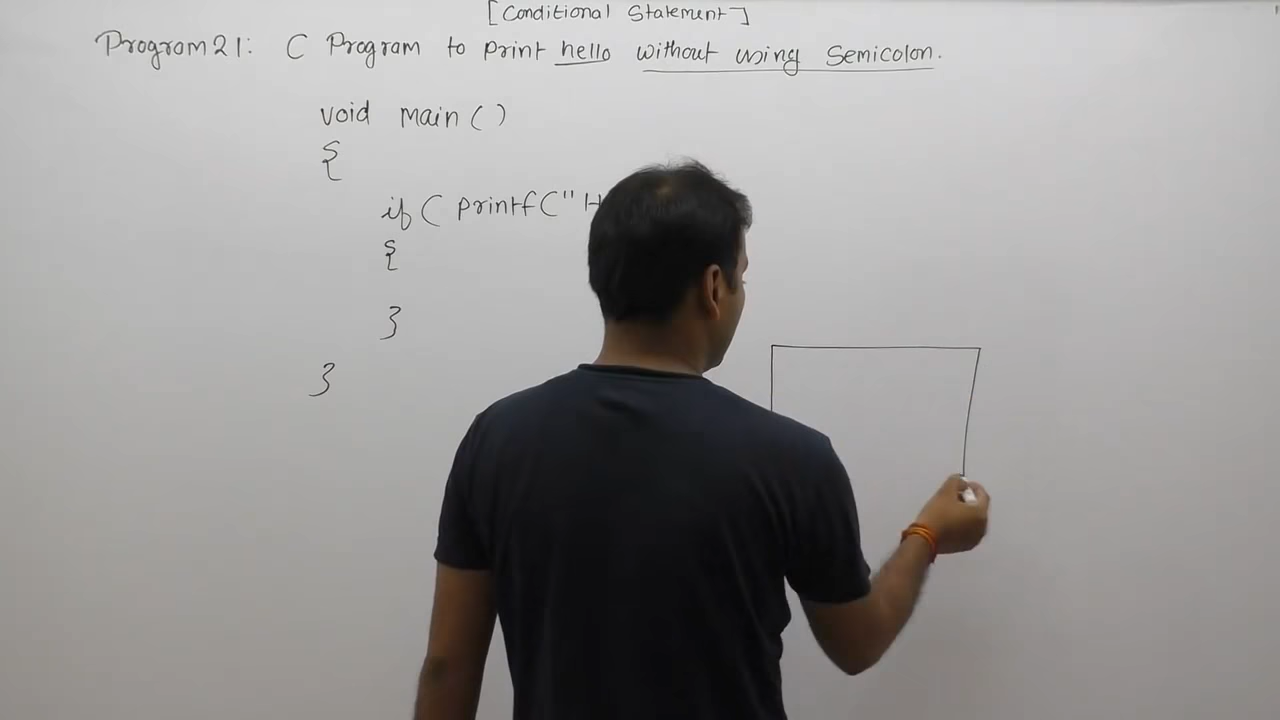 [Conditional Statement]
Program 21: C Program to print hello without using Semicolon.
void main()
{
if ( printf(" H
{
}
}